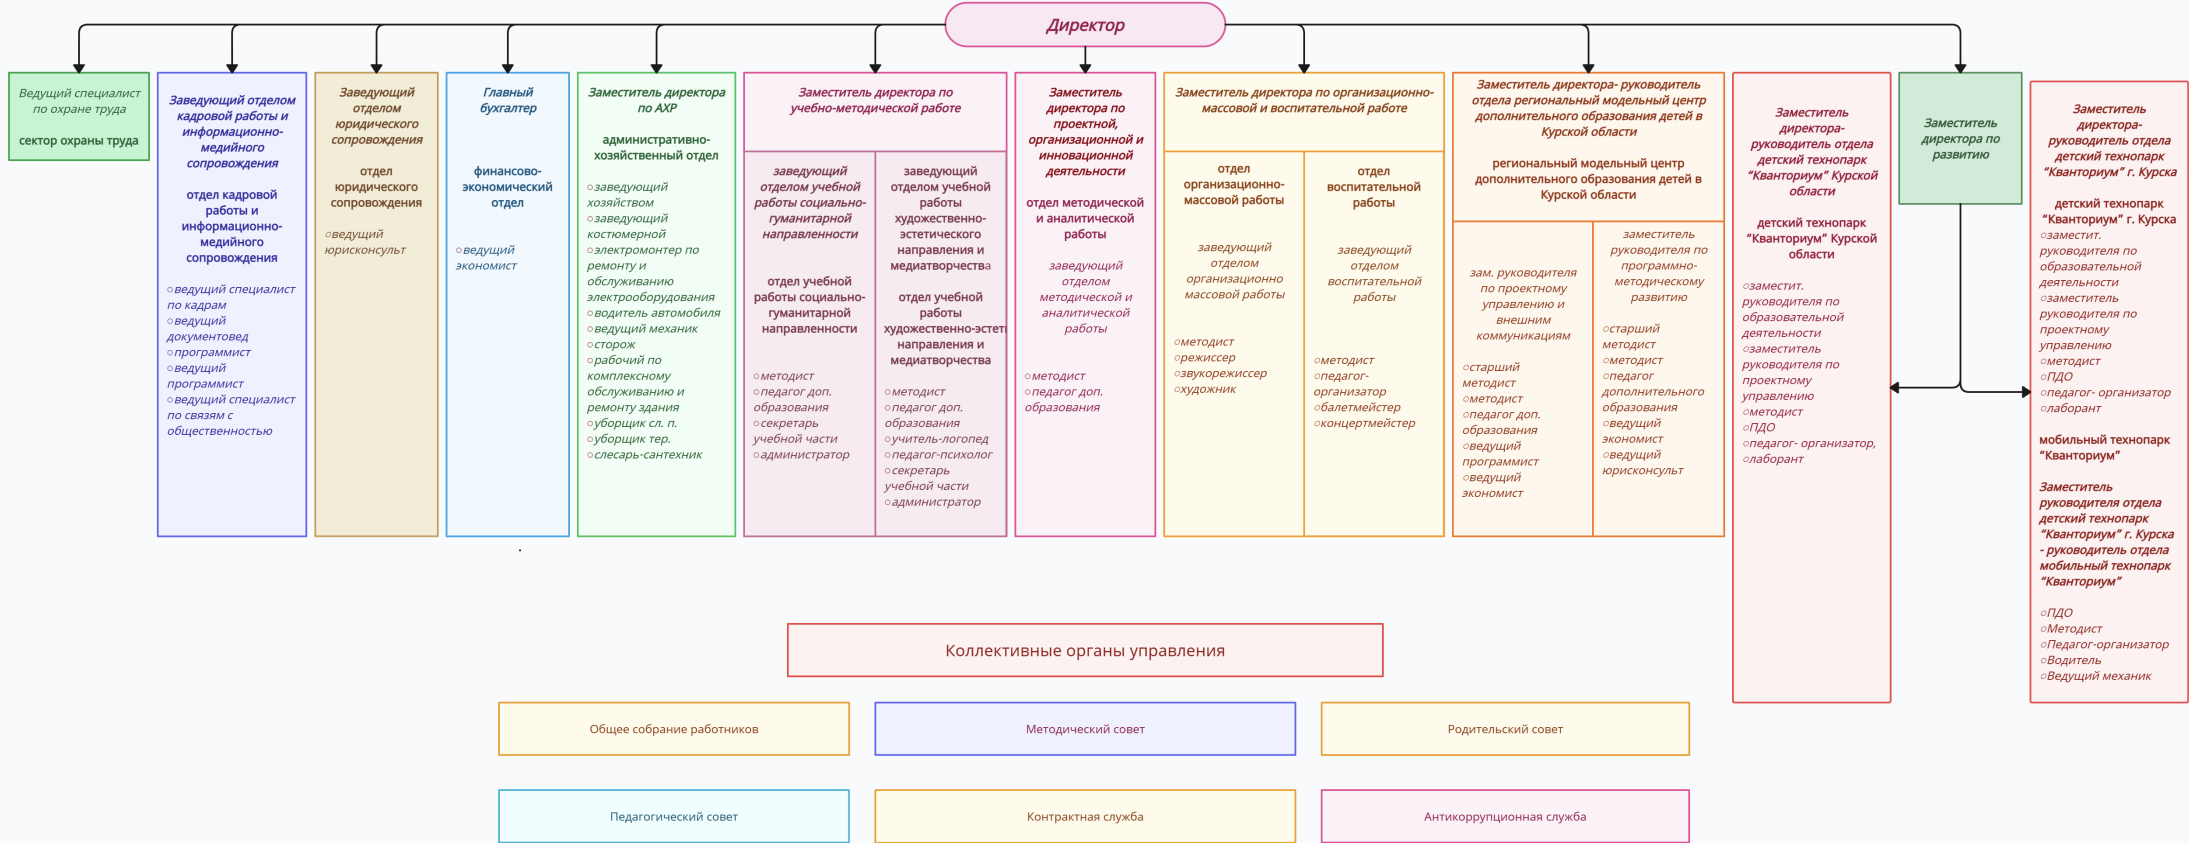 Директор
Ведущий специалист
по охране труда
сектор охраны труда
Заведующий отделом
кадровой работы и
информационно-
медийного
сопровождения
отдел кадровой
работы и
информационно-
медийного
сопровождения
○ведущий специалист
по кадрам
○ведущий
документовед
○программист
○ведущий
программист
○ведущий специалист
по связям с
общественностью
Заведующий
отделом
юридического
сопровождения
отдел
юридического
сопровождения
○ведущий
юрисконсульт
Главный
бухгалтер
финансово-
экономический
отдел
○ведущий
экономист
Заместитель директора
по АХР
административно-
хозяйственный отдел
○заведующий
хозяйством
○заведующий
костюмерной
○электромонтер по
ремонту и
обслуживанию
электрооборудования
○водитель автомобиля
○ведущий механик
○сторож
○рабочий по
комплексному
обслуживанию и
ремонту здания
○уборщик сл. п.
○уборщик тер.
○слесарь-сантехник
Заместитель директора по
учебно-методической работе
заведующий
отделом учебной
работы социально-
гуманитарной
направленности
отдел учебной
работы социально-
гуманитарной
направленности
○методист
○педагог доп.
образования
○секретарь
учебной части
○администратор
заведующий
отделом учебной
работы
художественно-
эстетического
направления и
медиатворчества
отдел учебной
работы
художественно-эстет
направления и
медиатворчества
○методист
○педагог доп.
образования
○учитель-логопед
○педагог-психолог
○секретарь
учебной части
○администратор
Заместитель
директора по
проектной,
организационной и
инновационной
деятельности
отдел методической
и аналитической
работы
заведующий
отделом
методической и
аналитической
работы
○методист
○педагог доп.
образования
Заместитель директора по организационно-
массовой и воспитательной работе
отдел
организационно-
массовой работы
заведующий
отделом
организационно
массовой работы
○методист
○режиссер
○звукорежиссер
○художник
отдел
воспитательной
работы
заведующий
отделом
воспитательной
работы
○методист
○педагог-
организатор
○балетмейстер
○концертмейстер
Заместитель директора- руководитель
отдела региональный модельный центр
дополнительного образования детей в
Курской области
региональный модельный центр
дополнительного образования детей в
Курской области
зам. руководителя
по проектному
управлению и
внешним
коммуникациям
○старший
методист
○методист
○педагог доп.
образования
○ведущий
программист
○ведущий
экономист
заместитель
руководителя по
программно-
методическому
развитию
○старший
методист
○методист
○педагог
дополнительного
образования
○ведущий
экономист
○ведущий
юрисконсульт
Заместитель
директора-
руководитель отдела
детский технопарк
“Кванториум” Курской
области
детский технопарк
“Кванториум” Курской
области
○заместит.
руководителя по
образовательной
деятельности
○заместитель
руководителя по
проектному
управлению
○методист
○ПДО
○педагог- организатор,
○лаборант
Заместитель
директора по
развитию
Заместитель
директора-
руководитель отдела
детский технопарк
“Кванториум” г. Курска
детский технопарк
“Кванториум” г. Курска
○заместит.
руководителя по
образовательной
деятельности
○заместитель
руководителя по
проектному
управлению
○методист
○ПДО
○педагог- организатор
○лаборант
мобильный технопарк
“Кванториум”
Заместитель
руководителя отдела
детский технопарк
“Кванториум” г. Курска
- руководитель отдела
мобильный технопарк
“Кванториум”
○ПДО
○Методист
○Педагог-организатор
○Водитель
○Ведущий механик
.
Коллективные органы управления
Общее собрание работников
Методический совет
Родительский совет
Педагогический совет
Контрактная служба
Антикоррупционная служба